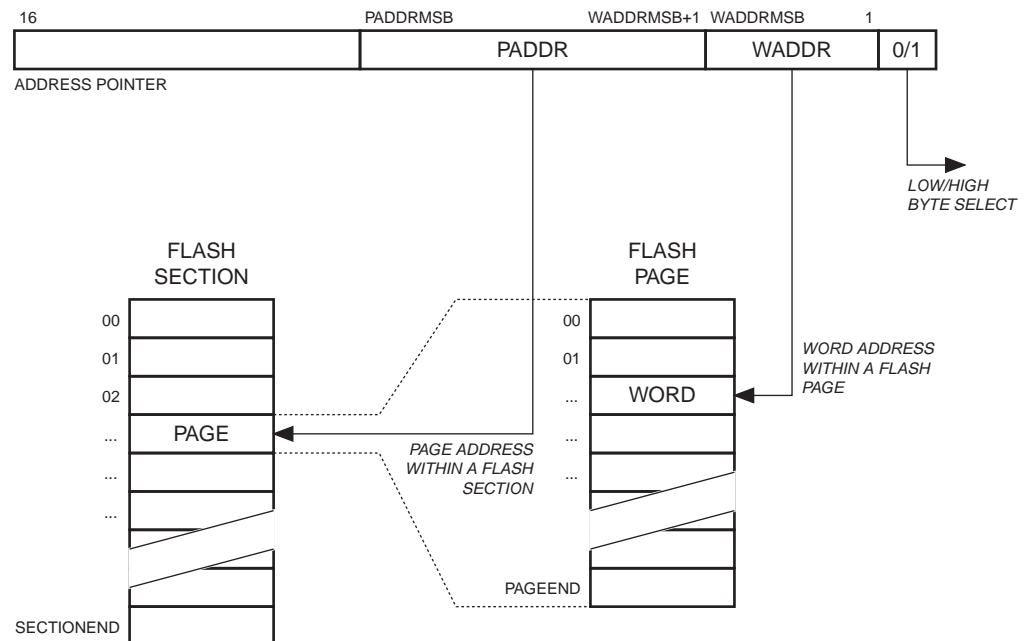 16 PADDRMSB WADDRMSB+1 WADDRMSB 1
PADDR WADDR 0/1
ADDRESS POINTER
LOW/HIGH
BYTE SELECT
FLASH
SECTION
FLASH
PAGE
00
01
02
...
PAGE
...
...
SECTIONEND
00
01
...
WORD
...
...
PAGEEND
WORD ADDRESS
WITHIN A FLASH
PAGE
PAGE ADDRESS
WITHIN A FLASH
SECTION